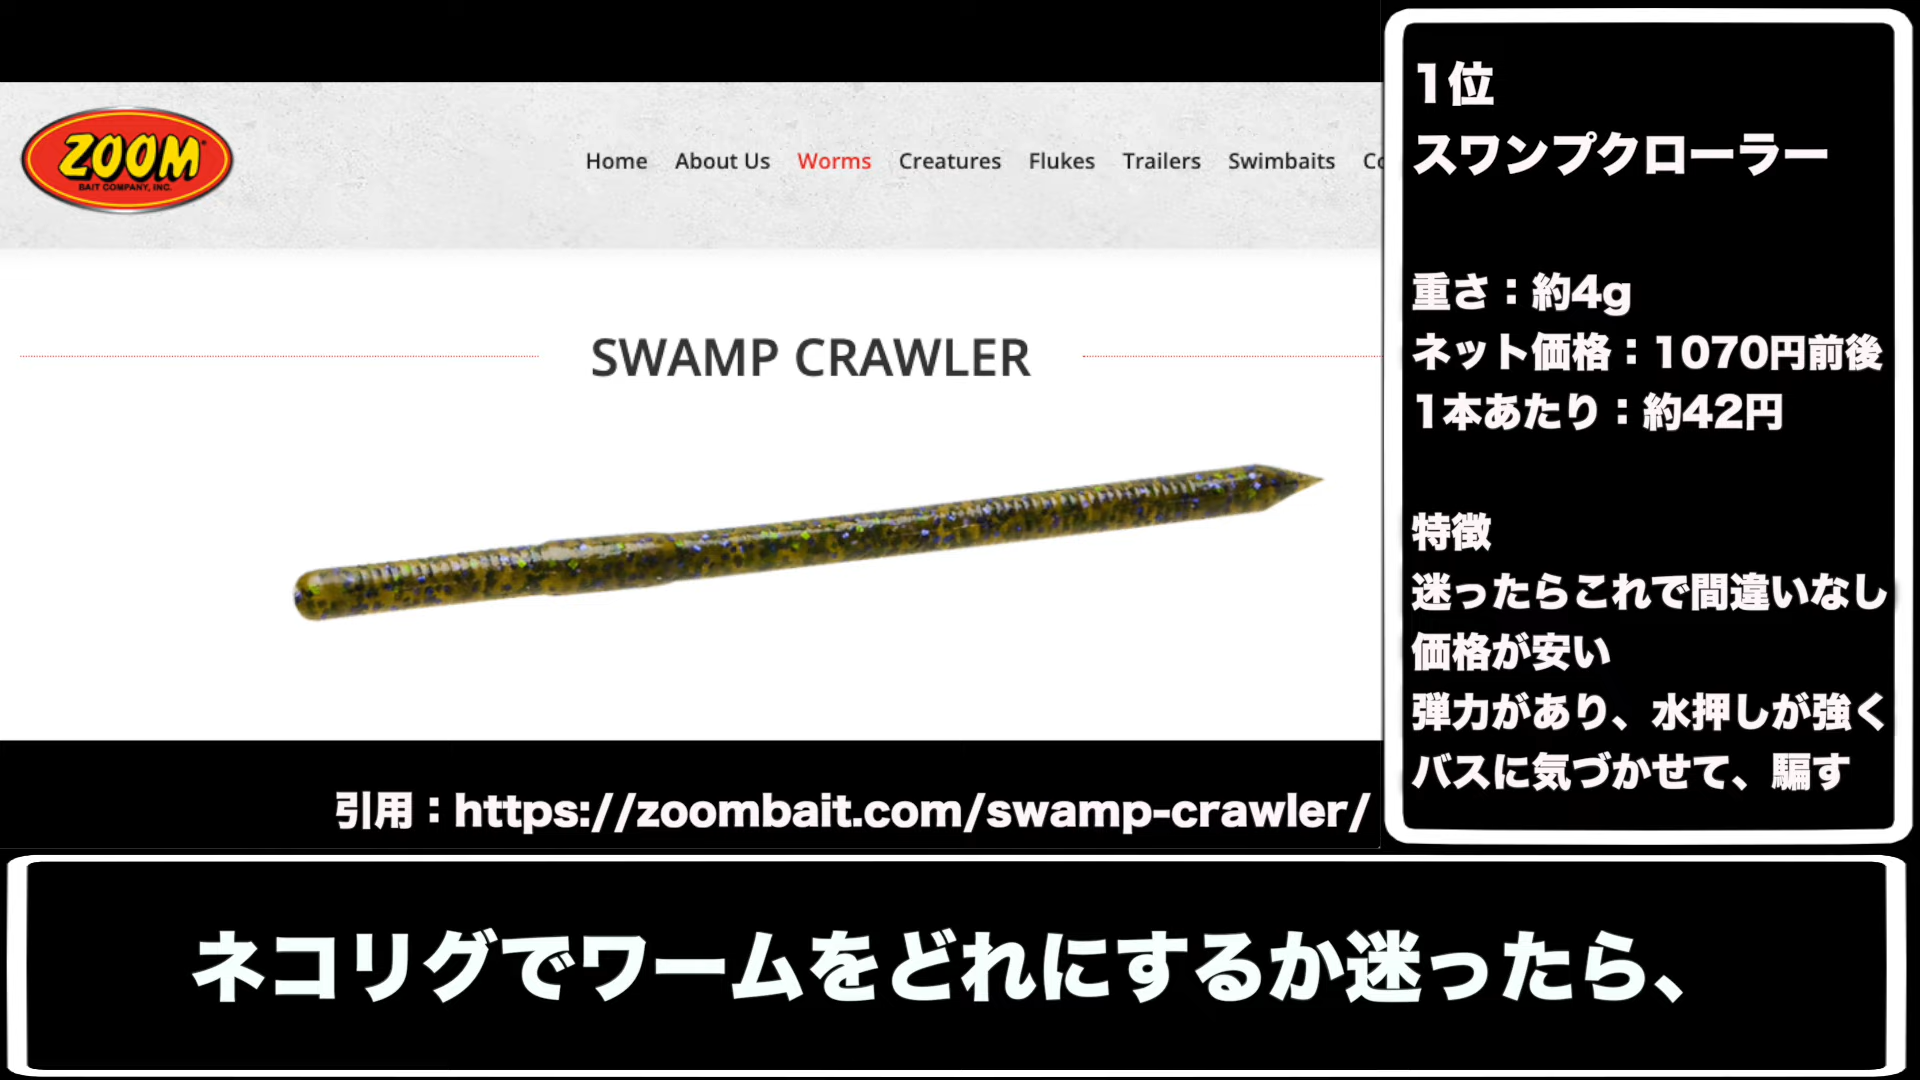 ZOOM
BAIT COMPANY, INC.
Home About Us Worms Creatures Flukes Trailers Swimbaits Co
SWAMP CRAWLER
引用：https://zoombait.com/swamp-crawler/
1位
スワンプクローラー
重さ：約4g
ネット価格：1070円前後
1本あたり：約42円
特徴
迷ったらこれで間違いなし
価格が安い
弾力があり、水押しが強く
バスに気づかせて、騙す
ネコリグでワームをどれにするか迷ったら、